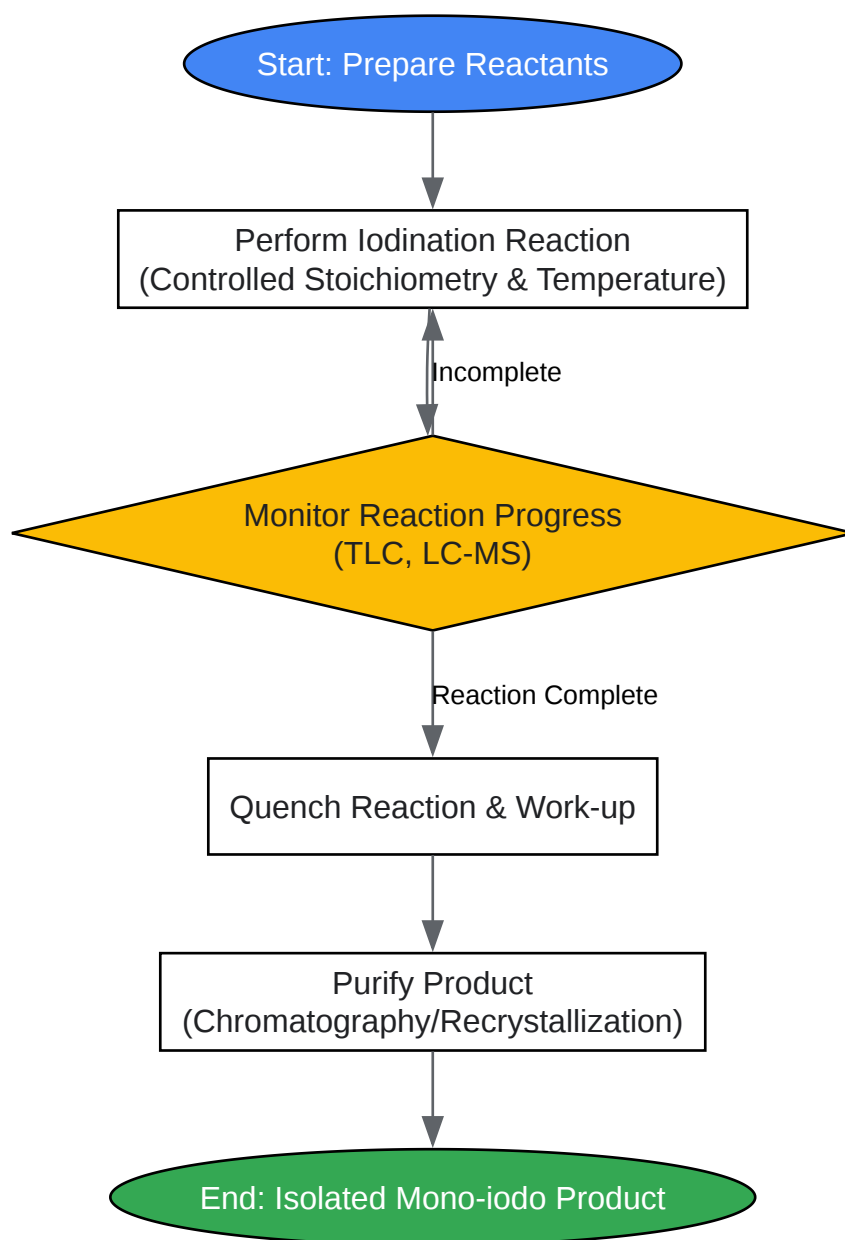 Start: Prepare Reactants
Perform Iodination Reaction
(Controlled Stoichiometry & Temperature)
Incomplete
Monitor Reaction Progress
(TLC, LC-MS)
Reaction Complete
Quench Reaction & Work-up
Purify Product
(Chromatography/Recrystallization)
End: Isolated Mono-iodo Product